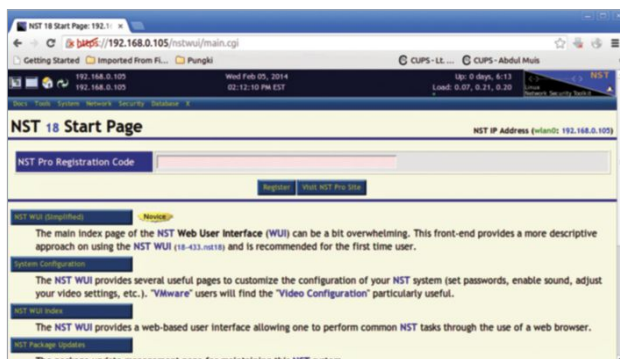 NST 18 Start Page: 192.1
https://192.168.0.105/nstwui/main.cgi
Getting Started Imported From Fi... Pungki CUPS - Lt. ... CUPS - Abdul Muis
192.168.0.105 Wed Feb 05, 2014 Up: 0 days, 6:13 NST
192.168.0.105 02:12:10 PM EST Load: 0.07, 0.21, 0.20 Linux Network Security Toolkit
Docs Tools System Network Security Database X
NST 18 Start Page NST IP Address (wlan0: 192.168.0.105)
NST Pro Registration Code
Register Visit NST Pro Site
NST WUI (Simplified) Novice
The main index page of the NST Web User Interface (WUI) can be a bit overwhelming. This front-end provides a more descriptive
approach on using the NST WUI (18-433.nst18) and is recommended for the first time user.
System Configuration
The NST WUI provides several useful pages to customize the configuration of your NST system (set passwords, enable sound, adjust
your video settings, etc.). "VMware" users will find the "Video Configuration" particularly useful.
NST WUI Index
The NST WUI provides a web-based user interface allowing one to perform common NST tasks through the use of a web browser.
NST Package Updates